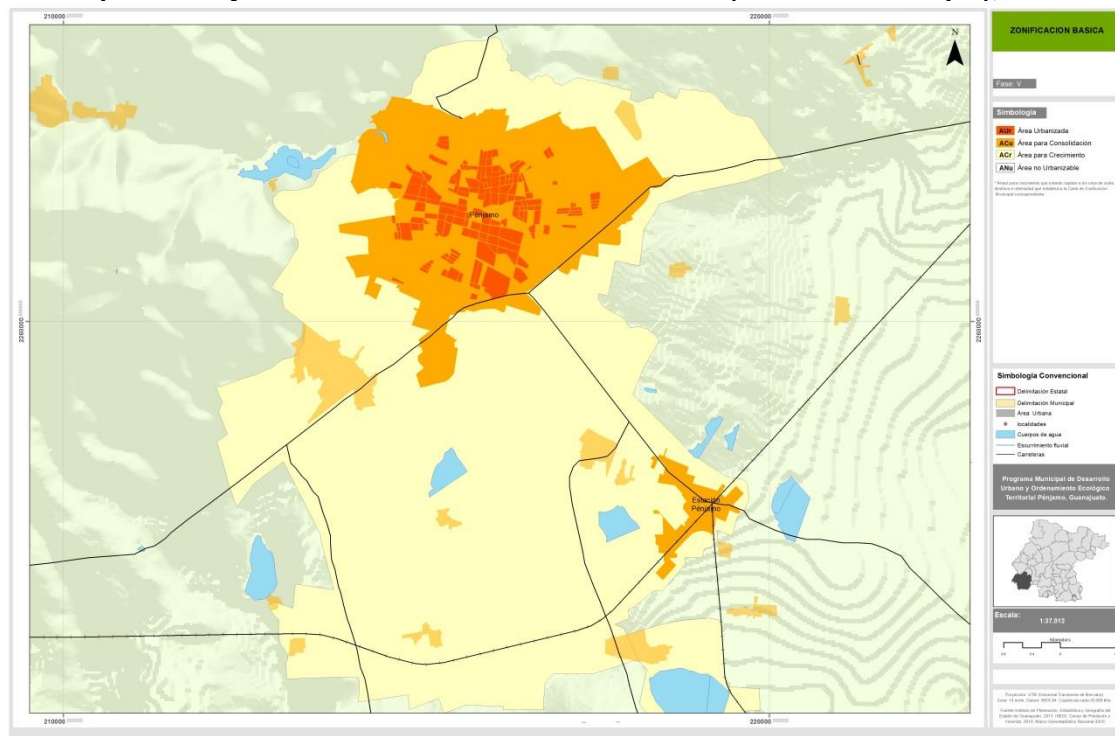 210000
220000
N
ZONIFICACION BASICA
Fase: V
Simbología
AUr Área Urbanizada
ACo Área para Consolidación
ACr Área para Crecimiento
ANu Área no Urbanizable
Pénjamo
2260000
2260000
Simbología Convencional
Delimitación Estatal
Delimitación Municipal
Área Urbana
localidades
Cuerpos de agua
Escurrimiento fluvial
Carreteras
Estación
Pénjamo
Programa Municipal de Desarrollo
Urbano y Ordenamiento Ecológico
Territorial Pénjamo, Guanajuato.
Escala:
1:37,012
Kilometers
210000
220000